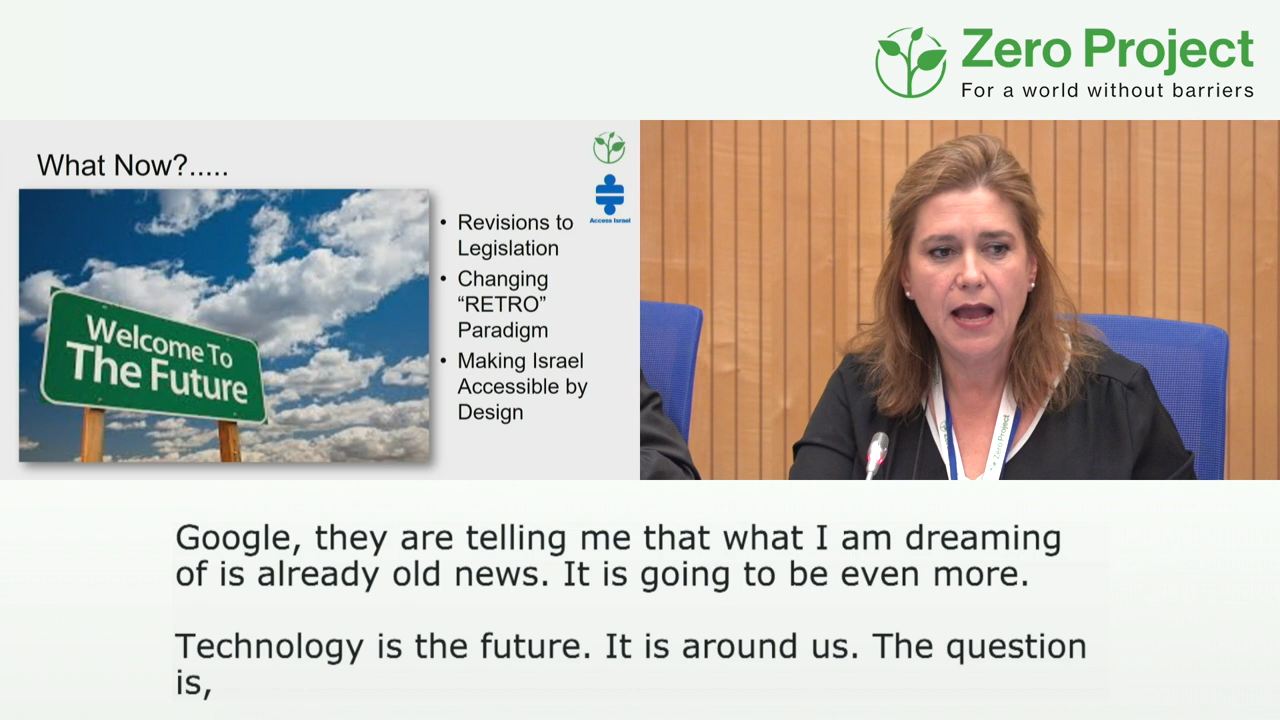 Zero Project
For a world without barriers
What Now?.....
Access Israel
Welcome To
The Future
• Revisions to
Legislation
• Changing
“RETRO”
Paradigm
• Making Israel
Accessible by
Design
Zero Project
Google, they are telling me that what I am dreaming
of is already old news. It is going to be even more.
Technology is the future. It is around us. The question
is,